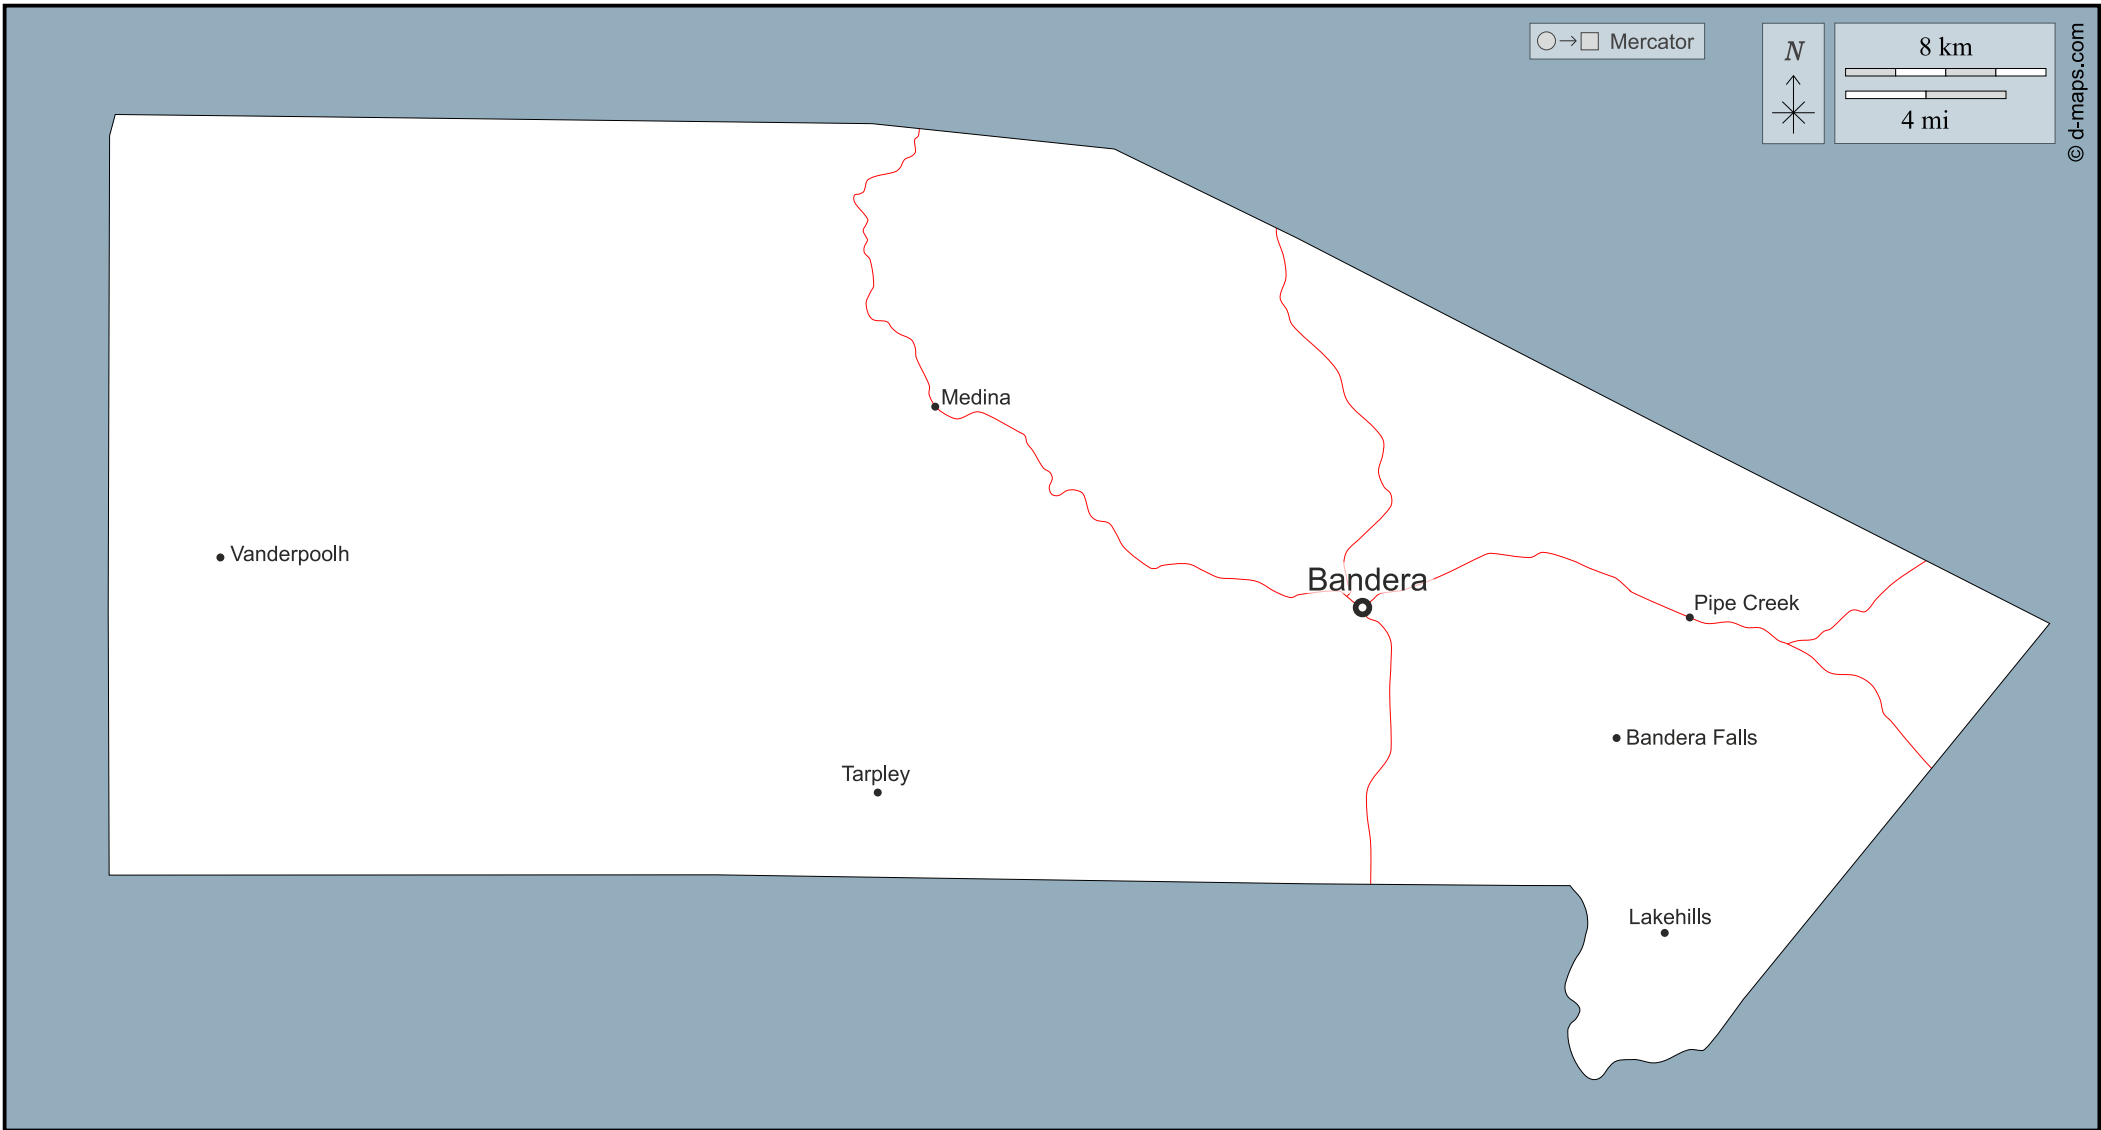 Mercator
N
8 km
4 mi
© d-maps.com
Medina
Vanderpoolh
Bandera
Pipe Creek
Bandera Falls
Tarpley
Lakehills